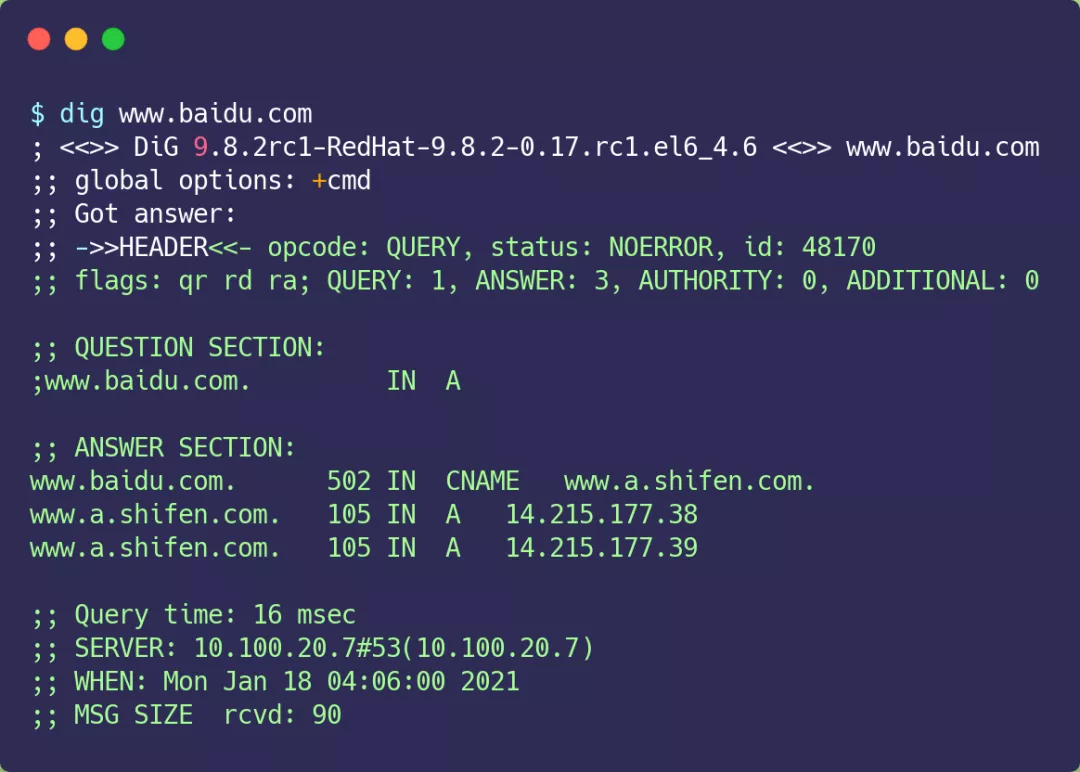 $ dig www.baidu.com
; <<>> DiG 9.8.2rc1-RedHat-9.8.2-0.17.rc1.el6_4.6 <<>> www.baidu.com
;; global options: +cmd
;; Got answer:
;; ->>HEADER<<- opcode: QUERY, status: NOERROR, id: 48170
;; flags: qr rd ra; QUERY: 1, ANSWER: 3, AUTHORITY: 0, ADDITIONAL: 0

;; QUESTION SECTION:
;www.baidu.com.         IN  A

;; ANSWER SECTION:
www.baidu.com.      502 IN  CNAME   www.a.shifen.com.
www.a.shifen.com.   105 IN  A   14.215.177.38
www.a.shifen.com.   105 IN  A   14.215.177.39

;; Query time: 16 msec
;; SERVER: 10.100.20.7#53(10.100.20.7)
;; WHEN: Mon Jan 18 04:06:00 2021
;; MSG SIZE  rcvd: 90